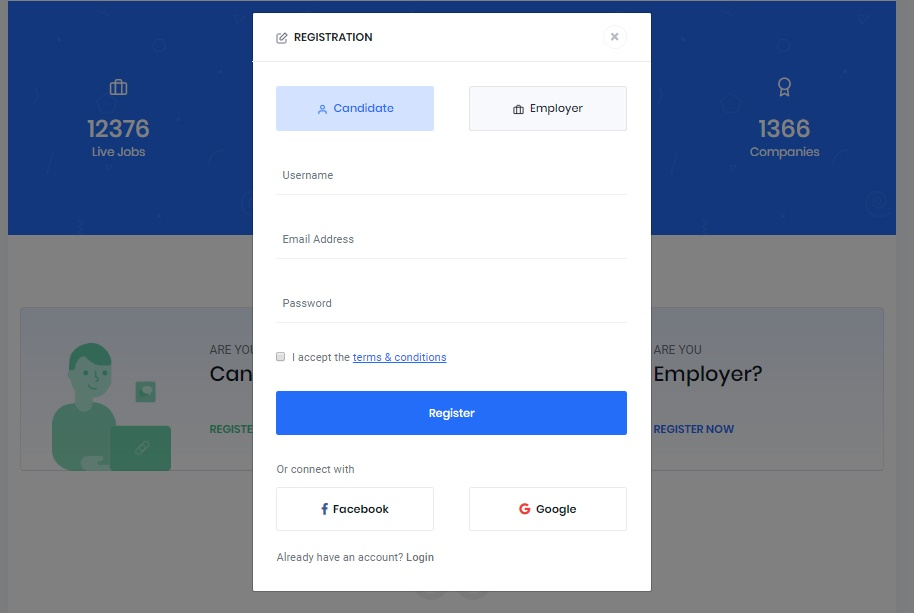 REGISTRATION
Candidate
Employer
Username
Email Address
Password
I accept the terms & conditions
Register
Or connect with
Facebook
Google
Already have an account? Login
12376
Live Jobs
1366
Companies
ARE YOU
Can
REGISTE
ARE YOU
Employer?
REGISTER NOW